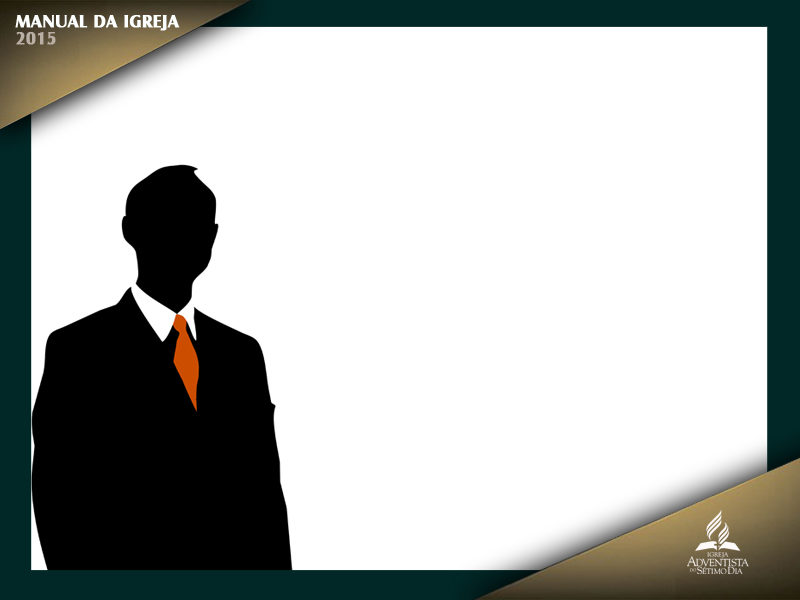 MANUAL DA IGREJA
2015
IGREJA
ADVENTISTA
DO SÉTIMO DIA